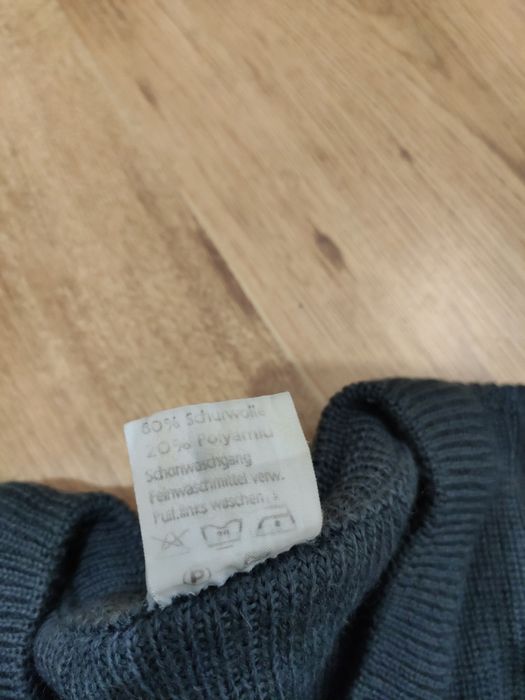 80% Schurwolle
20% Polyamid
Schonwaschgang
Feinwaschmittel verw.
Pull.links waschen
P